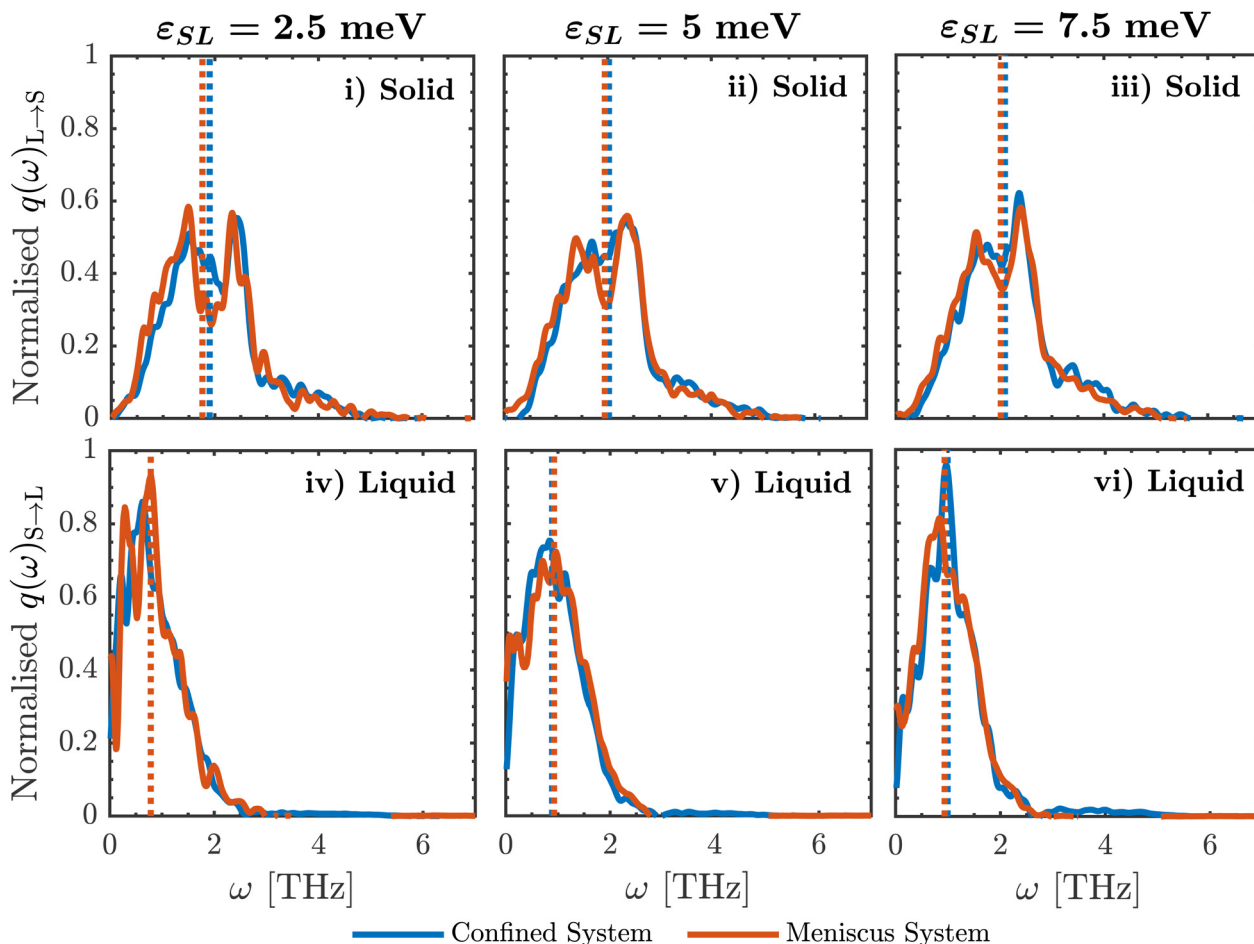 ε_SL = 2.5 meV
ε_SL = 5 meV
ε_SL = 7.5 meV
Normalised q(ω)_L→S
1
0.8
0.6
0.4
0.2
0
i) Solid
ii) Solid
iii) Solid
Normalised q(ω)_S→L
1
0.8
0.6
0.4
0.2
0
iv) Liquid
v) Liquid
vi) Liquid
0 2 4 6
0 2 4 6
0 2 4 6
ω [THz]
ω [THz]
ω [THz]
Confined System
Meniscus System